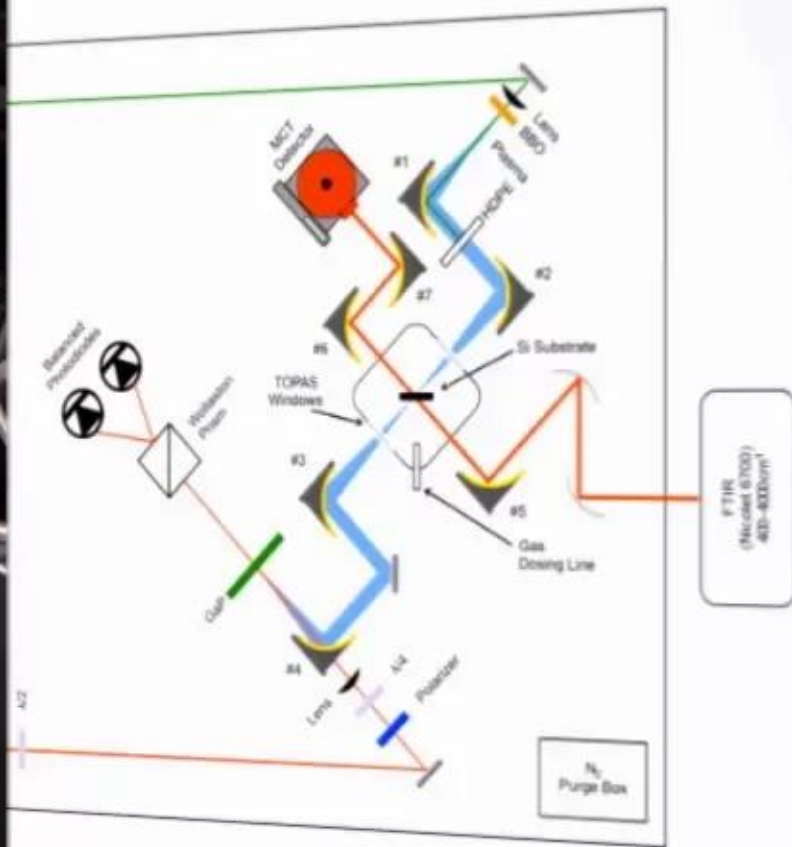 Lens
BBO
Plasma
#1
HDPE
#2
MCT
Detector
#7
#6
Si Substrate
TOPAS
Windows
Balanced
Photodiodes
Wollaston
Prism
#3
#5
Gas
Dosing Line
FTIR
(Nicolet 6700)
400-4000cm⁻¹
GaP
#4
Lens
λ/4
Polarizer
λ/2
N₂
Purge Box